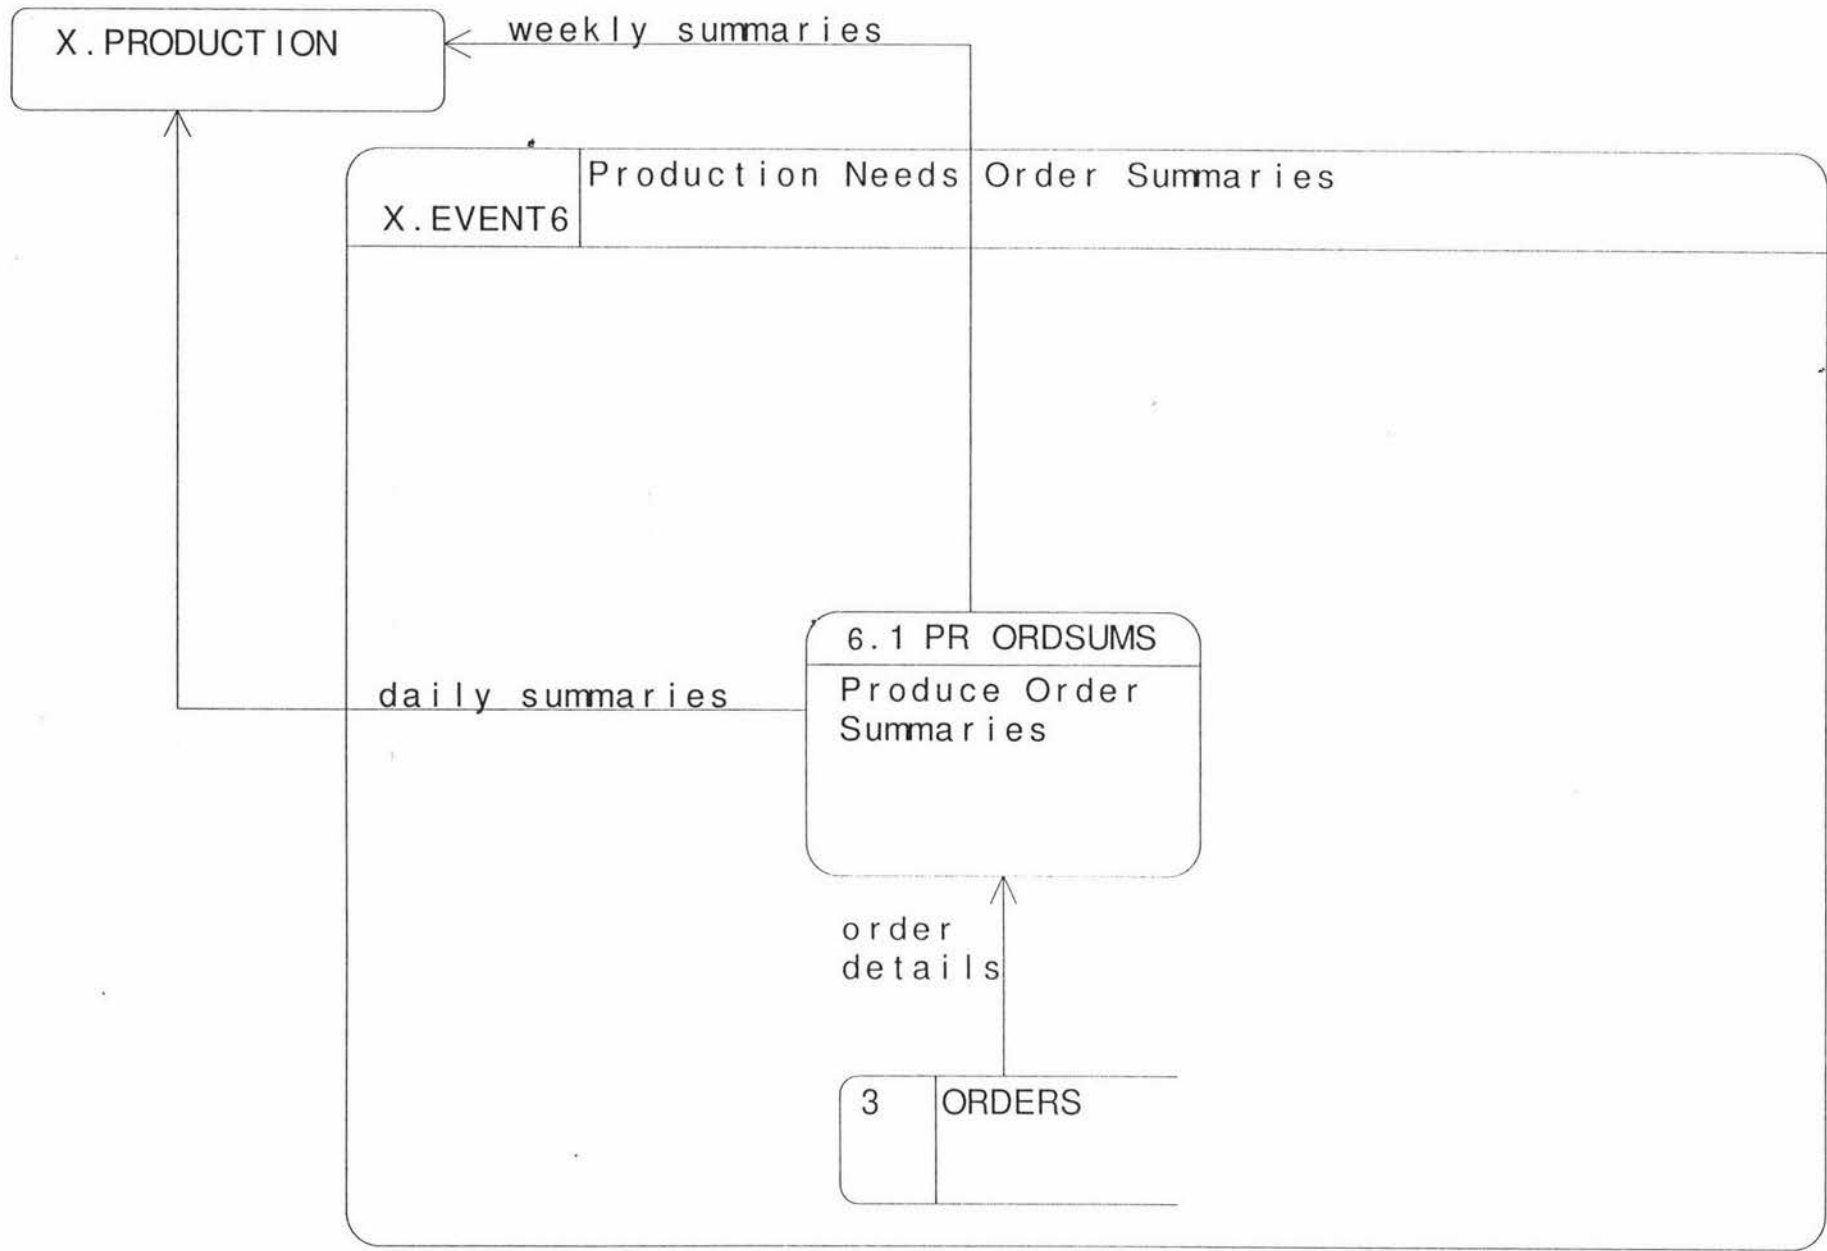 X.PRODUCTION
weekly summaries
Production Needs Order Summaries
X.EVENT6
6.1 PR ORDSUMS
Produce Order
Summaries
daily summaries
order
details
3 ORDERS